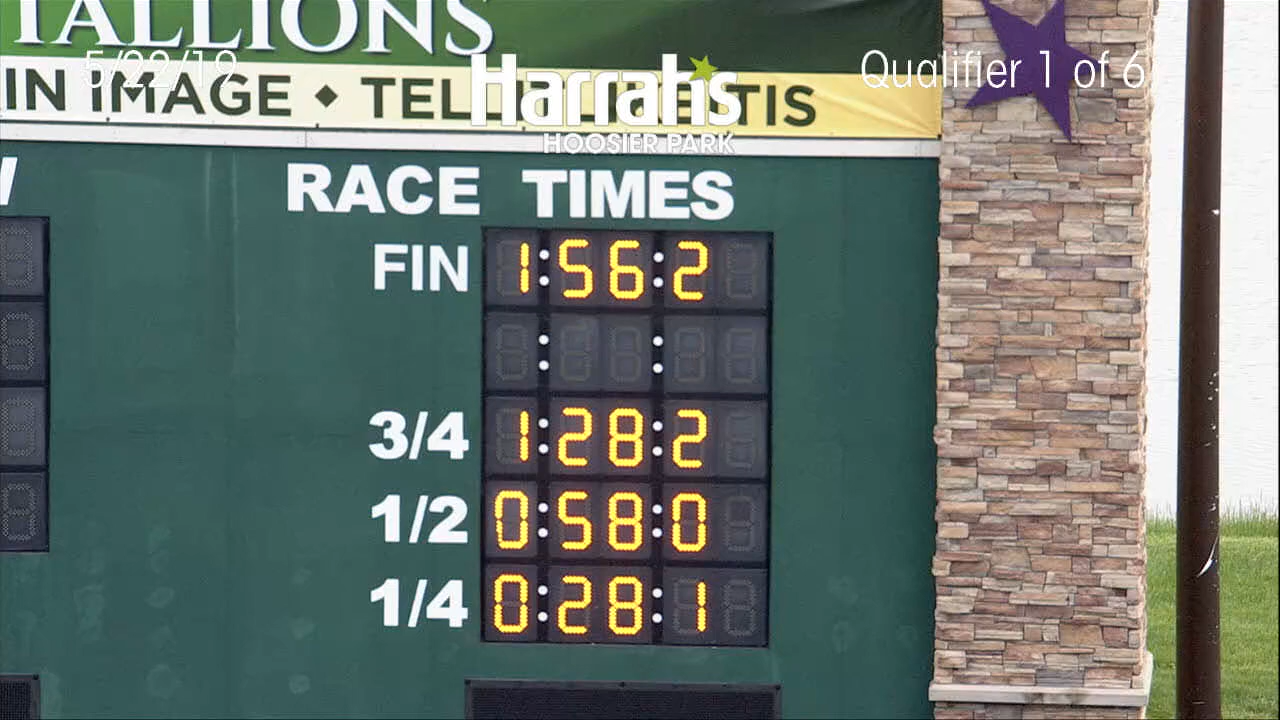 TALLIONS
5/22/19
Harrah's
Qualifier 1 of 6
IN IMAGE • TEL
TIS
HOOSIER PARK
RACE TIMES
FIN 1:56:2
3/4 1:28:2
1/2 0:58:0
1/4 0:28:1